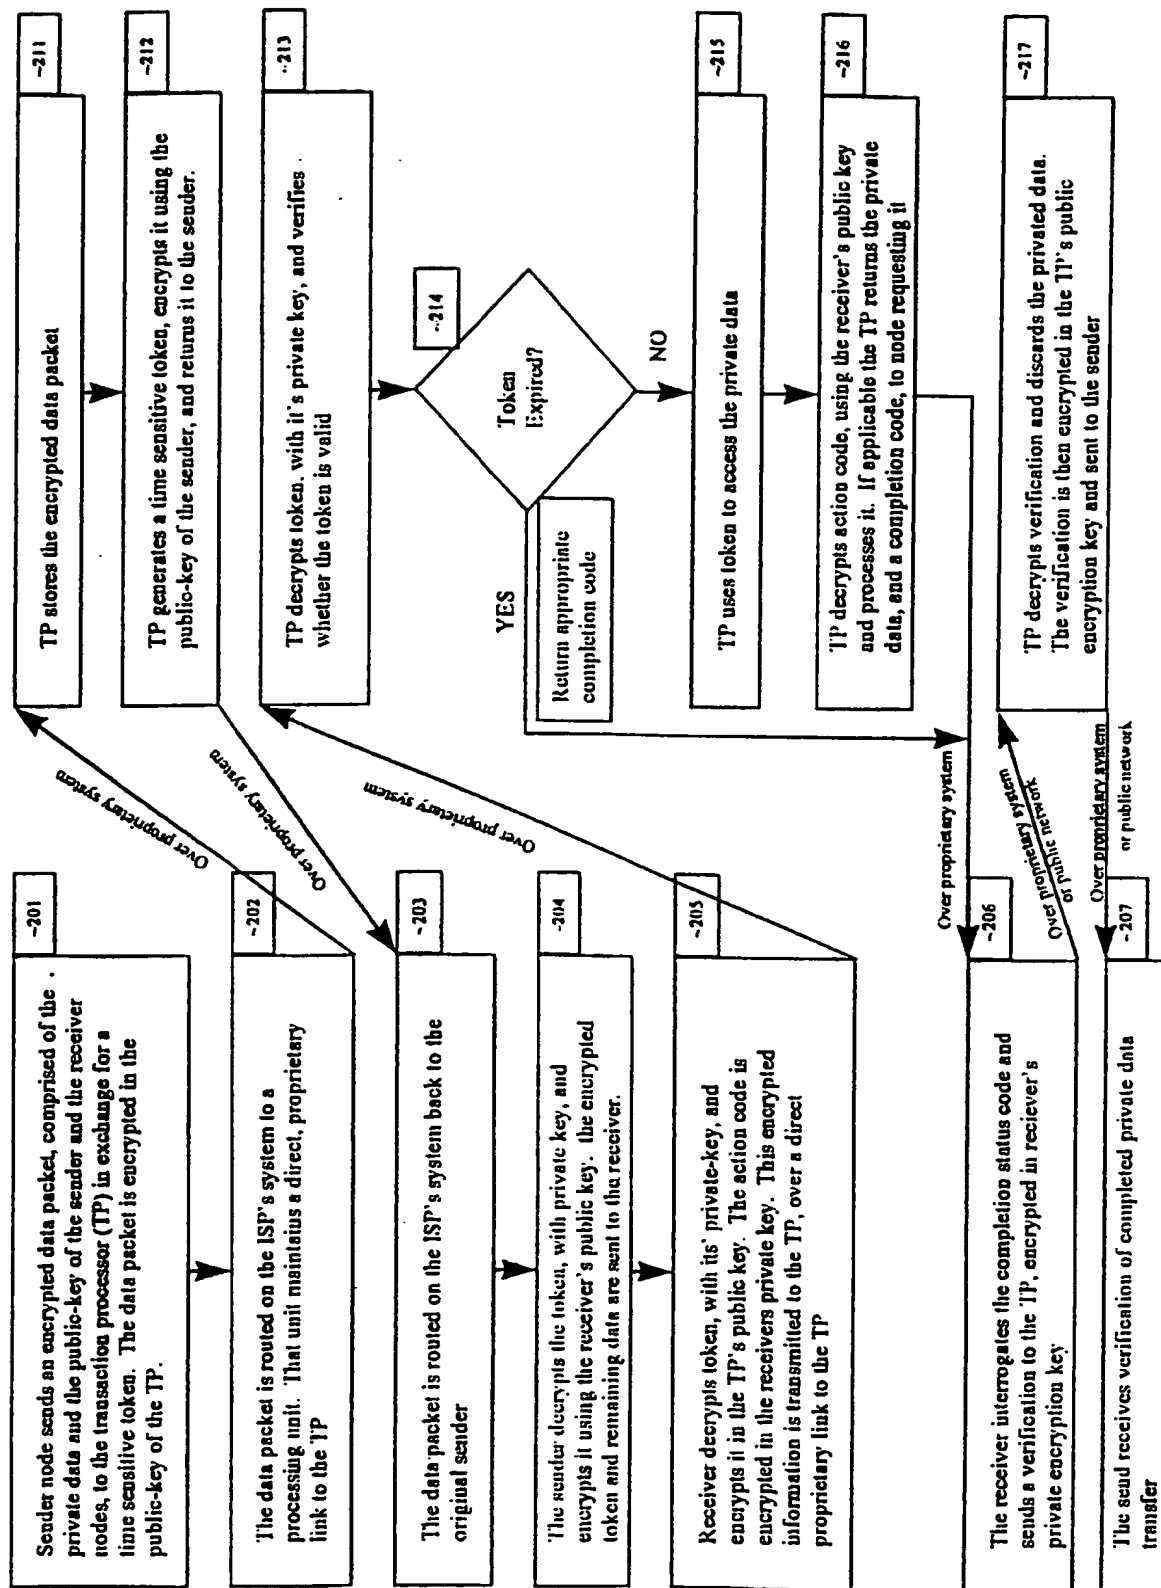 ~201
Sender node sends an encrypted data packet, comprised of the
private data and the public-key of the sender and the receiver
nodes, to the transaction processor (TP) in exchange for a
time sensitive token. The data packet is encrypted in the
public-key of the TP.
~202
The data packet is routed on the ISP's system to a
processing unit. That unit maintains a direct, proprietary
link to the TP
Over proprietary system
~211
TP stores the encrypted data packet
~212
TP generates a time sensitive token, encrypts it using the
public-key of the sender, and returns it to the sender.
Over proprietary system
~203
The data packet is routed on the ISP's system back to the
original sender
~204
The sender decrypts the token, with private key, and
encrypts it using the receiver's public key. the encrypted
token and remaining data are sent to the receiver.
~205
Receiver decrypts token, with its' private-key, and
encrypts it in the TP's public key. The action code is
encrypted in the receivers private key. This encrypted
information is transmitted to the TP, over a direct
proprietary link to the TP
Over proprietary system
~213
TP decrypts token, with it's private key, and verifies
whether the token is valid
~214
Token
Expired?
YES
Return appropriate
completion code
NO
~215
TP uses token to access the private data
~216
TP decrypts action code, using the receiver's public key
and processes it. If applicable the TP returns the private
data, and a completion code, to node requesting it
Over proprietary system
~206
The receiver interrogates the completion status code and
sends a verification to the TP, encrypted in reciever's
private encryption key
Over proprietary system
or public network
~217
TP decrypts verification and discards the privated data.
The verification is then encrypted in the TP's public
encryption key and sent to the sender
Over proprietary system
or public network
~207
The send receives verification of completed private data
transfer